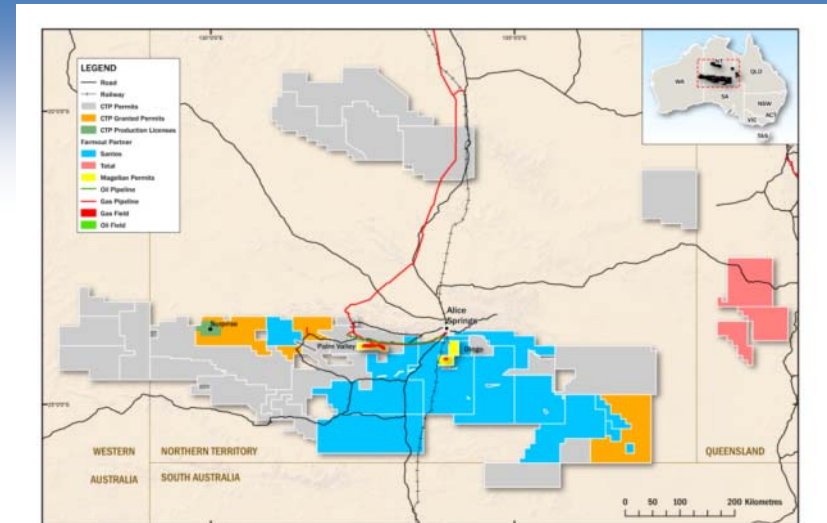 LEGEND
Road
Railway
CTP Permits
CTP Granted Permits
CTP Production Licenses
Farmout Partner
Santos
Total
Magellan Permits
Oil Pipeline
Gas Pipeline
Gas Field
Oil Field
WA
NT
QLD
SA
NSW
ACT
VIC
TAS
Surprise
Alice
Springs
Palm Valley
Dingo
WESTERN
AUSTRALIA
NORTHERN TERRITORY
SOUTH AUSTRALIA
QUEENSLAND
0 50 100 200 Kilometres